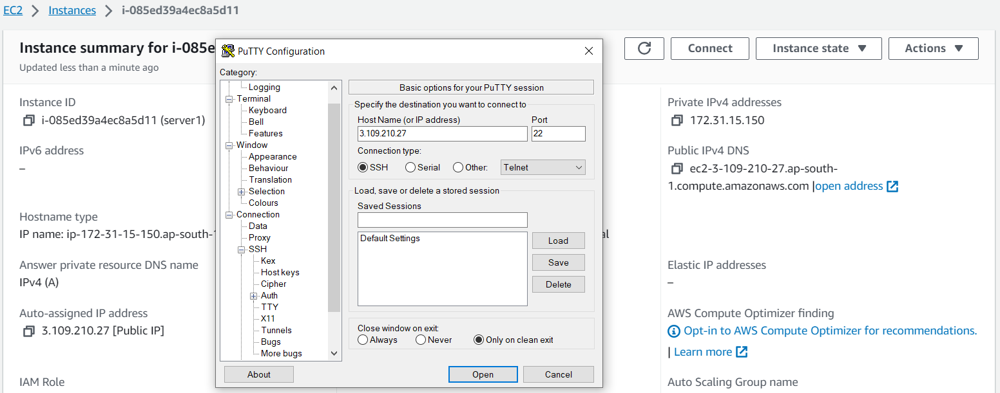 EC2 > Instances > i-085ed39a4ec8a5d11
Instance summary for i-085e
Updated less than a minute ago
Connect
Instance state
Actions
Instance ID
i-085ed39a4ec8a5d11 (server1)
IPv6 address
–
Hostname type
IP name: ip-172-31-15-150.ap-south-
Answer private resource DNS name
IPv4 (A)
Auto-assigned IP address
3.109.210.27 [Public IP]
IAM Role
PuTTY Configuration
Category:
Logging
Terminal
Keyboard
Bell
Features
Window
Appearance
Behaviour
Translation
Selection
Colours
Connection
Data
Proxy
SSH
Kex
Host keys
Cipher
Auth
TTY
X11
Tunnels
Bugs
More bugs
Basic options for your PuTTY session
Specify the destination you want to connect to
Host Name (or IP address) Port
3.109.210.27 22
Connection type:
SSH Serial Other: Telnet
Load, save or delete a stored session
Saved Sessions
Default Settings
Load
Save
Delete
Close window on exit:
Always Never Only on clean exit
About Open Cancel
al
Private IPv4 addresses
172.31.15.150
Public IPv4 DNS
ec2-3-109-210-27.ap-south-
1.compute.amazonaws.com |open address
Elastic IP addresses
–
AWS Compute Optimizer finding
Opt-in to AWS Compute Optimizer for recommendations.
| Learn more
Auto Scaling Group name